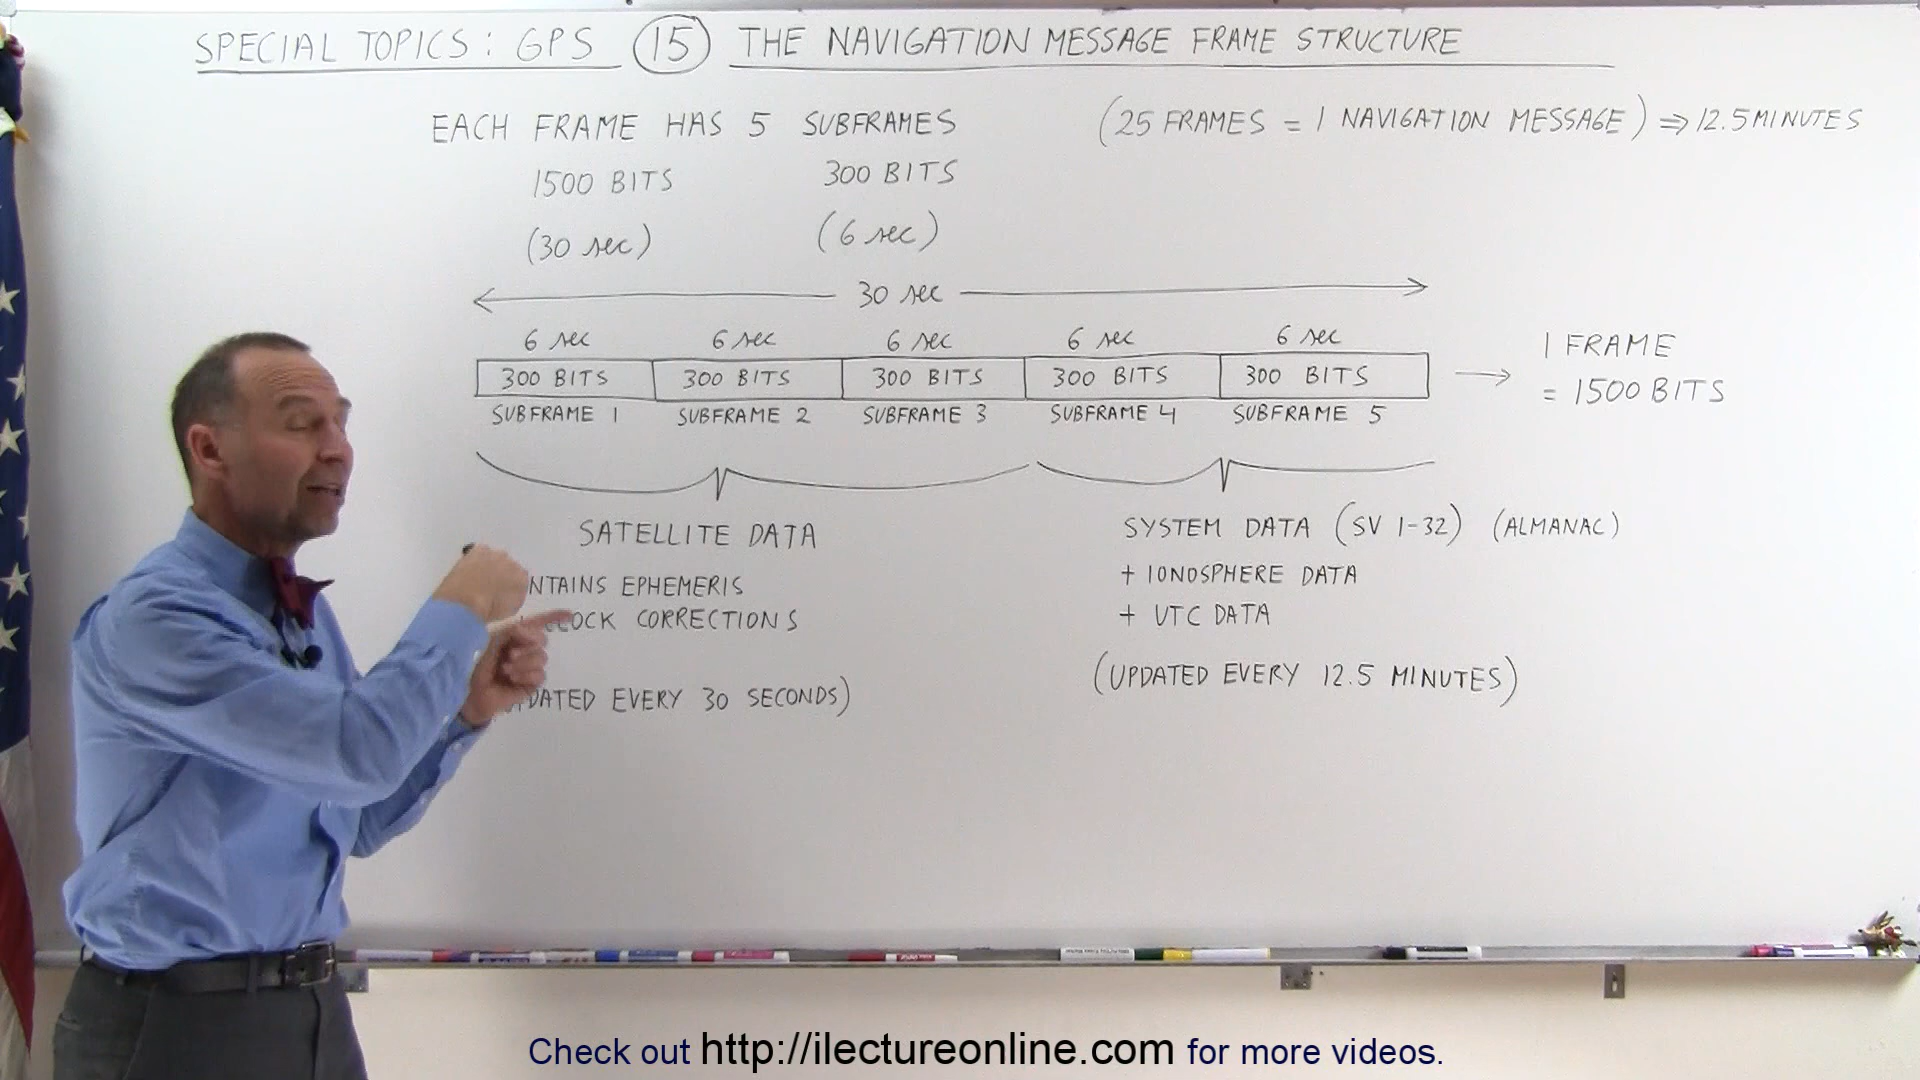 SPECIAL TOPICS: GPS 15 THE NAVIGATION MESSAGE FRAME STRUCTURE
EACH FRAME HAS 5 SUBFRAMES (25 FRAMES = 1 NAVIGATION MESSAGE) ⇒ 12.5 MINUTES
1500 BITS 300 BITS
(30 sec) (6 sec)
30 sec
6 sec 6 sec 6 sec 6 sec 6 sec
300 BITS 300 BITS 300 BITS 300 BITS 300 BITS → 1 FRAME
= 1500 BITS
SUBFRAME 1 SUBFRAME 2 SUBFRAME 3 SUBFRAME 4 SUBFRAME 5
SATELLITE DATA
NTAINS EPHEMERIS
CLOCK CORRECTIONS
DATED EVERY 30 SECONDS)
SYSTEM DATA (SV 1-32) (ALMANAC)
+ IONOSPHERE DATA
+ UTC DATA
(UPDATED EVERY 12.5 MINUTES)
Check out http://ilectureonline.com for more videos.